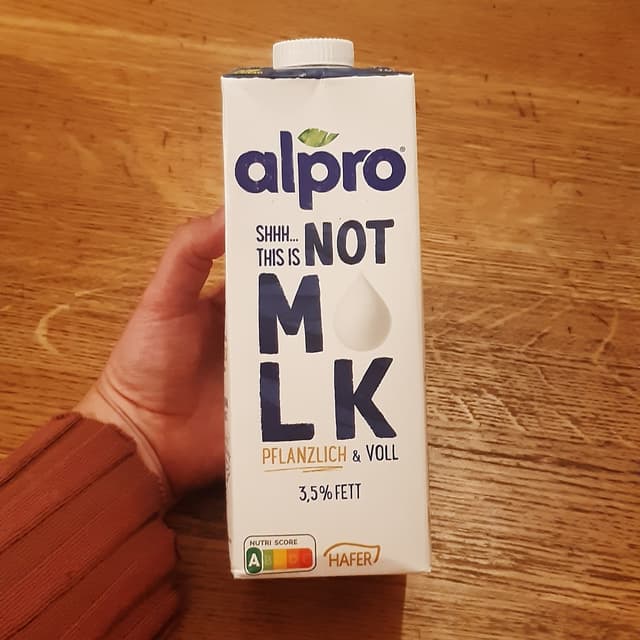 alpro®
SHHH...
THIS IS NOT
M LK
PFLANZLICH & VOLL
3,5% FETT
NUTRI SCORE
A
HAFER